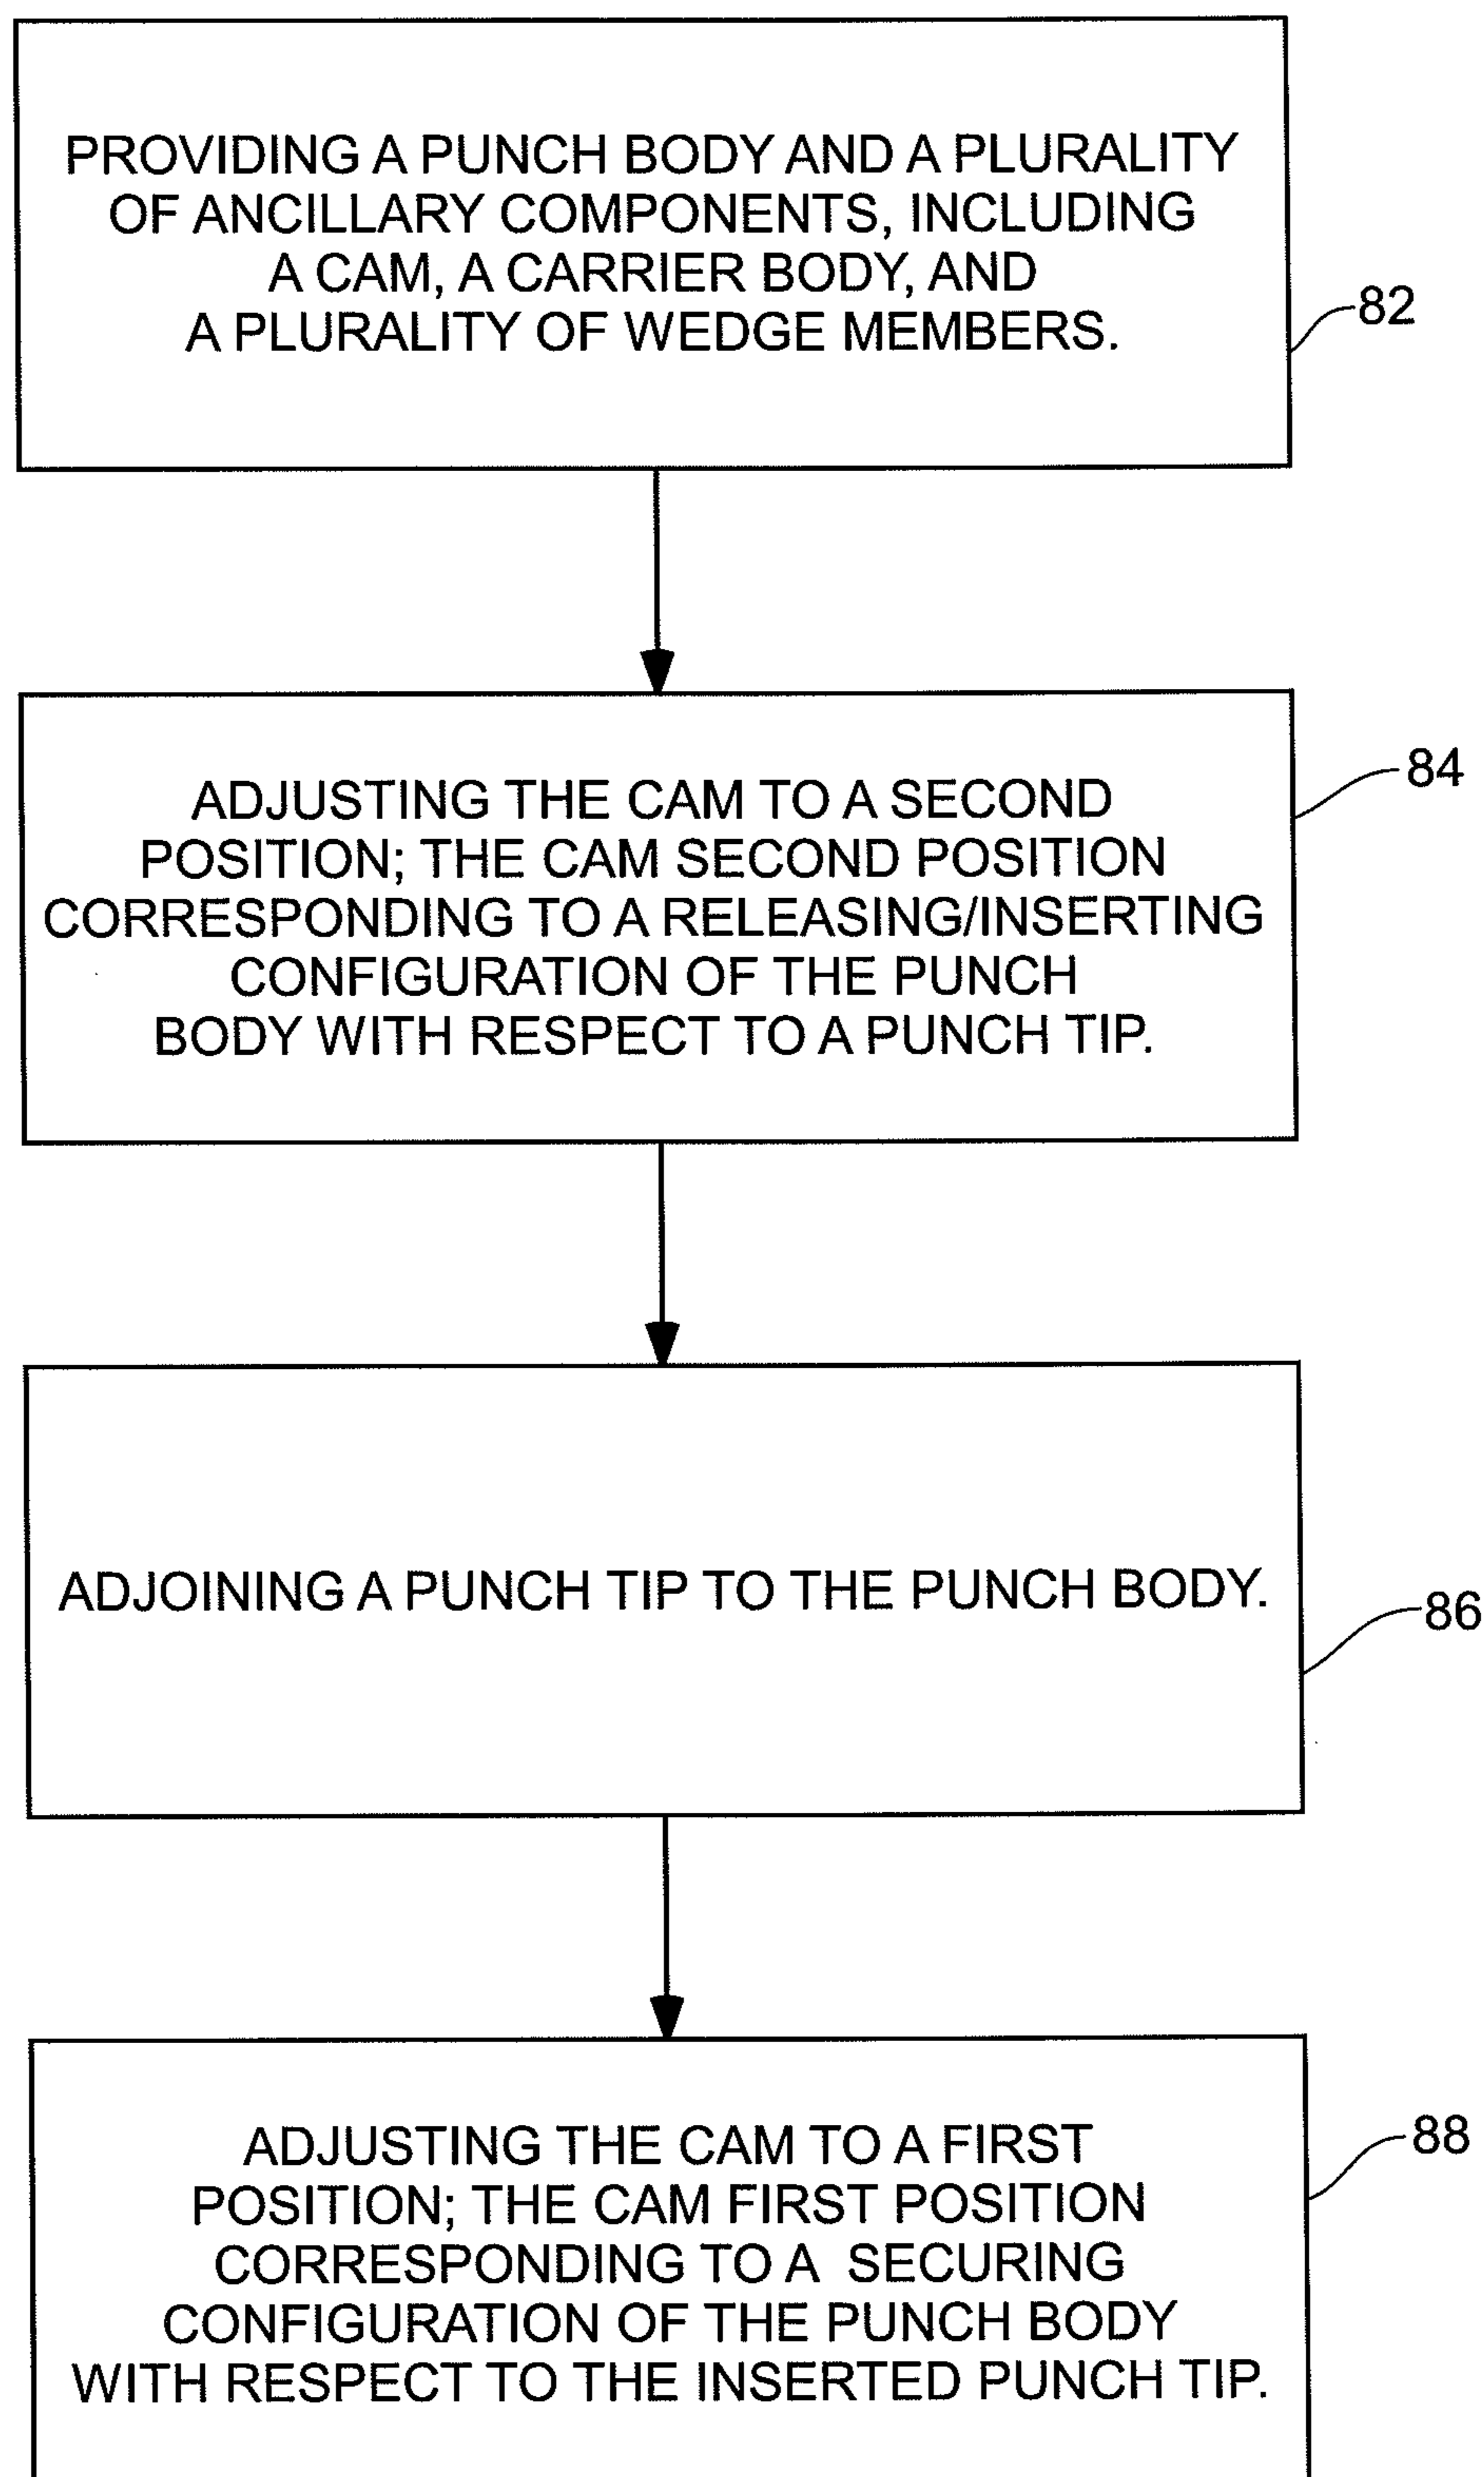 PROVIDING A PUNCH BODY AND A PLURALITY
OF ANCILLARY COMPONENTS, INCLUDING
A CAM, A CARRIER BODY, AND
A PLURALITY OF WEDGE MEMBERS.
82
ADJUSTING THE CAM TO A SECOND
POSITION; THE CAM SECOND POSITION
CORRESPONDING TO A RELEASING/INSERTING
CONFIGURATION OF THE PUNCH
BODY WITH RESPECT TO A PUNCH TIP.
84
ADJOINING A PUNCH TIP TO THE PUNCH BODY.
86
ADJUSTING THE CAM TO A FIRST
POSITION; THE CAM FIRST POSITION
CORRESPONDING TO A SECURING
CONFIGURATION OF THE PUNCH BODY
WITH RESPECT TO THE INSERTED PUNCH TIP.
88